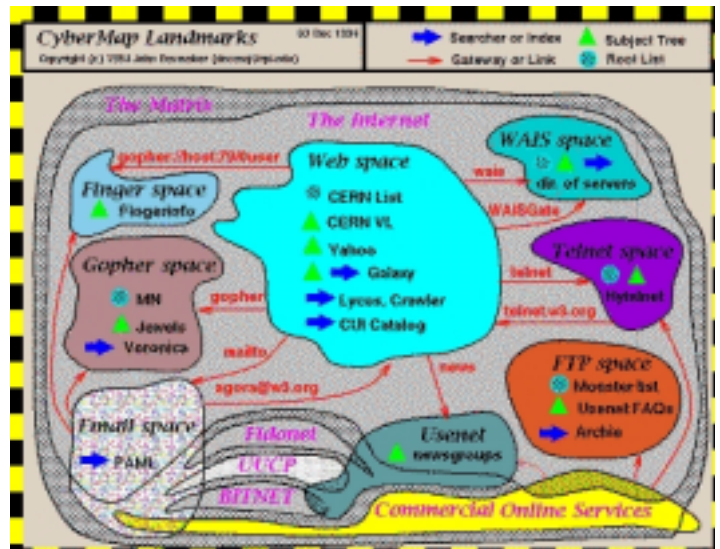 CyberMap Landmarks
03 Dec 1994
Copyright (c) 1994 John December
Searcher or Index
Subject Tree
Gateway or Link
Root List
The Matrix
The Internet
gopher://host:79/0user
Web space
CERN List
CERN VL
Yahoo
Galaxy
Lycos, Crawler
CUI Catalog
WAIS space
dir. of servers
wais
WAISGate
Finger space
Fingerinfo
Gopher space
MN
Jewels
Veronica
gopher
mailto
agora@w3.org
telnet
telnet.w3.org
Telnet space
Hytelnet
news
FTP space
Monster list
Usenet FAQs
Archie
Email space
PAML
Fidonet
UUCP
BITNET
Usenet
newsgroups
Commercial Online Services